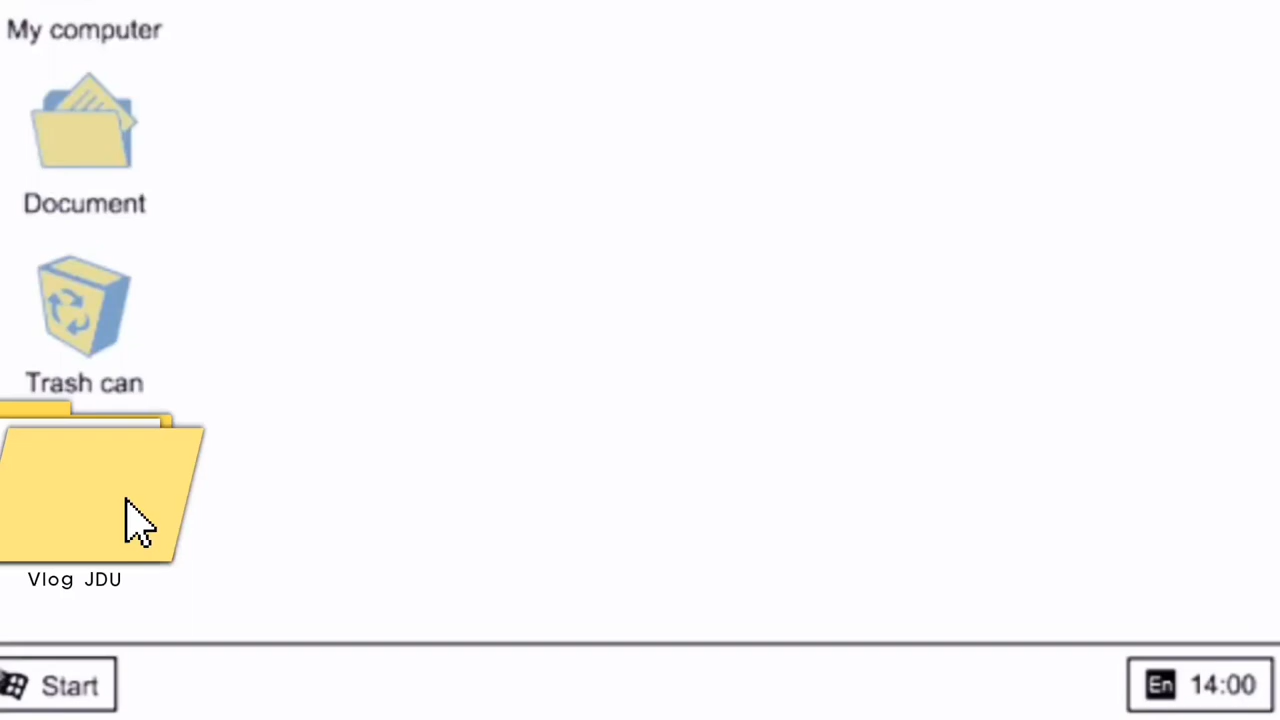 My computer
Document
Trash can
Vlog JDU
Start
En 14:00